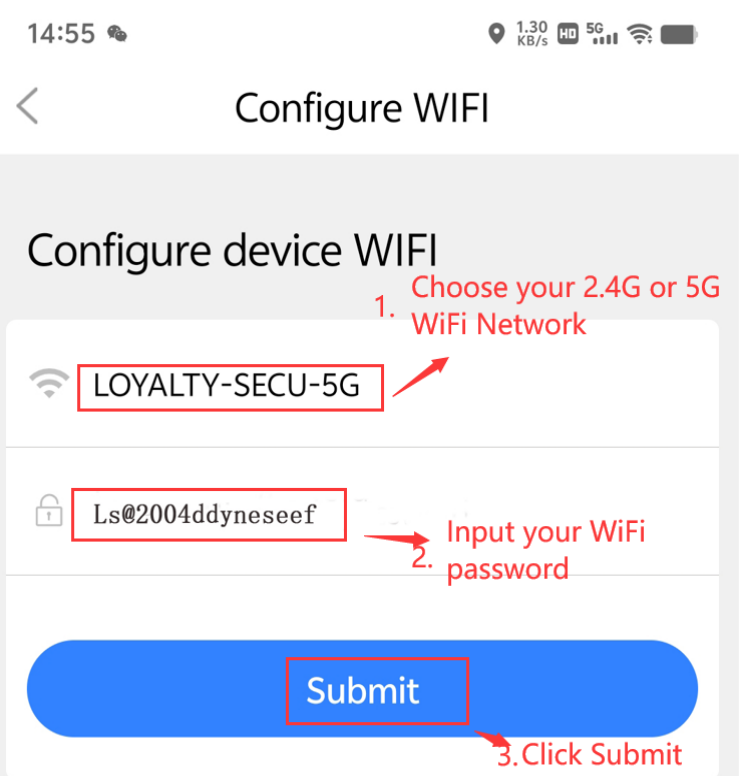 14:55 1.30 KB/s HD 5G
Configure WIFI
Configure device WIFI
1. Choose your 2.4G or 5G
WiFi Network
LOYALTY-SECU-5G
Ls@2004ddyneseef
2. Input your WiFi
password
Submit
3.Click Submit